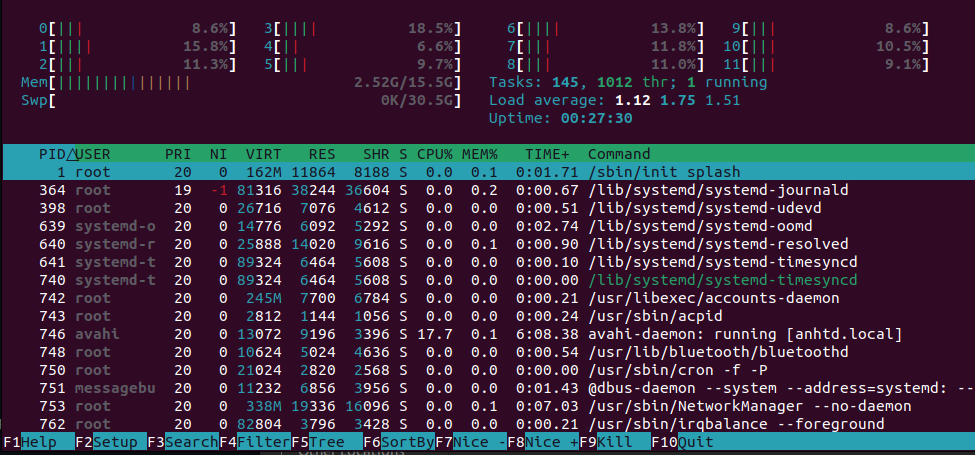 0[||| 8.6%] 3[|||| 18.5%] 6[|||| 13.8%] 9[||| 8.6%]
1[|||| 15.8%] 4[|| 6.6%] 7[||| 11.8%] 10[||| 10.5%]
2[||| 11.3%] 5[||| 9.7%] 8[||| 11.0%] 11[||| 9.1%]
Mem[|||||||||||||||||| 2.52G/15.5G] Tasks: 145, 1012 thr; 1 running
Swp[ 0K/30.5G] Load average: 1.12 1.75 1.51
Uptime: 00:27:30
PID△USER PRI NI VIRT RES SHR S CPU% MEM% TIME+ Command
1 root 20 0 162M 11864 8188 S 0.0 0.1 0:01.71 /sbin/init splash
364 root 19 -1 81316 38244 36604 S 0.0 0.2 0:00.67 /lib/systemd/systemd-journald
398 root 20 0 26716 7076 4612 S 0.0 0.0 0:00.51 /lib/systemd/systemd-udevd
639 systemd-o 20 0 14776 6092 5292 S 0.0 0.0 0:02.74 /lib/systemd/systemd-oomd
640 systemd-r 20 0 25888 14020 9616 S 0.0 0.1 0:00.90 /lib/systemd/systemd-resolved
641 systemd-t 20 0 89324 6464 5608 S 0.0 0.0 0:00.10 /lib/systemd/systemd-timesyncd
740 systemd-t 20 0 89324 6464 5608 S 0.0 0.0 0:00.00 /lib/systemd/systemd-timesyncd
742 root 20 0 245M 7700 6784 S 0.0 0.0 0:00.21 /usr/libexec/accounts-daemon
743 root 20 0 2812 1144 1056 S 0.0 0.0 0:00.24 /usr/sbin/acpid
746 avahi 20 0 13072 9196 3396 S 17.7 0.1 6:08.38 avahi-daemon: running [anhtd.local]
748 root 20 0 10624 5024 4636 S 0.0 0.0 0:00.54 /usr/lib/bluetooth/bluetoothd
750 root 20 0 21024 2820 2568 S 0.0 0.0 0:00.00 /usr/sbin/cron -f -P
751 messagebu 20 0 11232 6856 3956 S 0.0 0.0 0:01.43 @dbus-daemon --system --address=systemd: --
753 root 20 0 338M 19336 16096 S 0.0 0.1 0:07.03 /usr/sbin/NetworkManager --no-daemon
762 root 20 0 82804 3796 3428 S 0.0 0.0 0:00.21 /usr/sbin/irqbalance --foreground
F1Help F2Setup F3Search F4Filter F5Tree F6SortBy F7Nice - F8Nice + F9Kill F10Quit